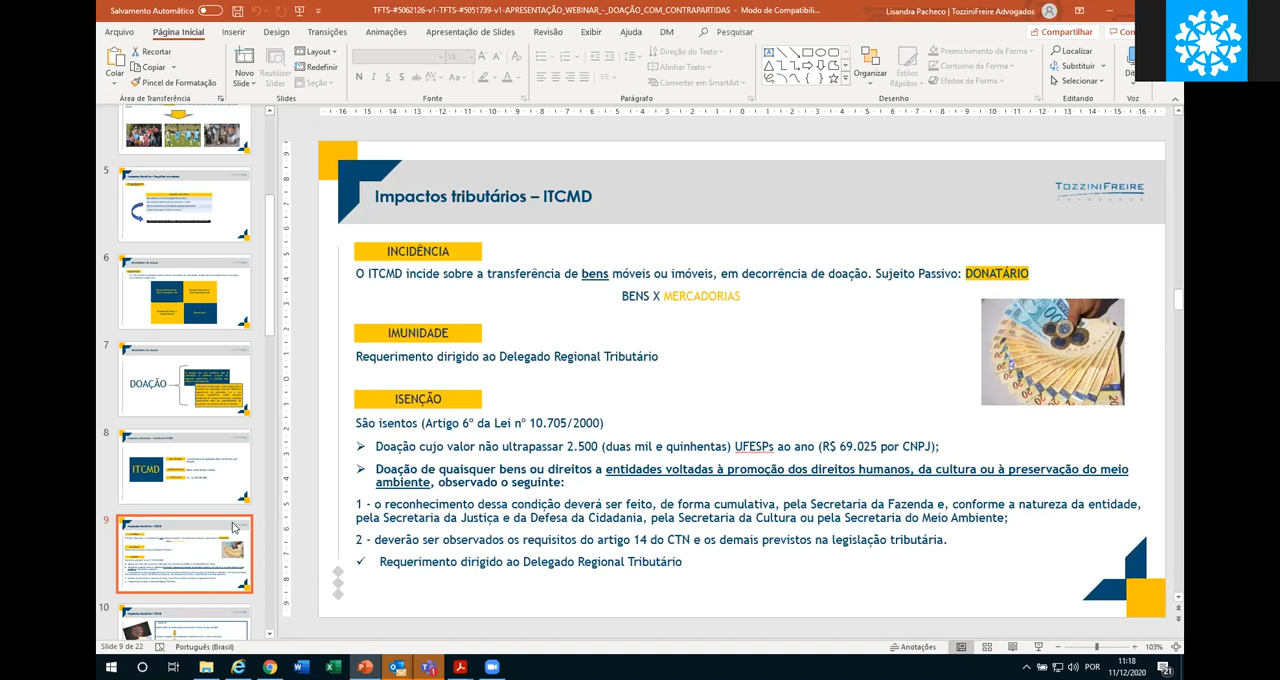 Salvamento Automático
TFTS-#5062126-v1-TFTS-#5051739-v1-APRESENTAÇÃO_WEBINAR_-_DOAÇÃO_COM_CONTRAPARTIDAS - Modo de Compatibili...
Lisandra Pacheco | TozziniFreire Advogados
Arquivo Página Inicial Inserir Design Transições Animações Apresentação de Slides Revisão Exibir Ajuda DM Pesquisar
Compartilhar
Colar
Recortar
Copiar
Pincel de Formatação
Área de Transferência
Novo Slide
Reutilizar Slides
Layout
Redefinir
Seção
Slides
18
Fonte
Direção do Texto
Alinhar Texto
Converter em SmartArt
Parágrafo
Organizar
Estilos Rápidos
Preenchimento da Forma
Contorno da Forma
Efeitos de Forma
Desenho
Localizar
Substituir
Selecionar
Editando
Voz
5
6
7
DOAÇÃO
8
ITCMD
9
10
Impactos tributários – ITCMD
TOZZINIFREIRE
ADVOGADOS
INCIDÊNCIA
O ITCMD incide sobre a transferência de bens móveis ou imóveis, em decorrência de doação. Sujeito Passivo: DONATÁRIO
BENS X MERCADORIAS
IMUNIDADE
Requerimento dirigido ao Delegado Regional Tributário
ISENÇÃO
São isentos (Artigo 6º da Lei nº 10.705/2000)
➢ Doação cujo valor não ultrapassar 2.500 (duas mil e quinhentas) UFESPs ao ano (R$ 69.025 por CNPJ);
➢ Doação de quaisquer bens ou direitos a entidades voltadas à promoção dos direitos humanos, da cultura ou à preservação do meio
ambiente, observado o seguinte:
1 - o reconhecimento dessa condição deverá ser feito, de forma cumulativa, pela Secretaria da Fazenda e, conforme a natureza da entidade,
pela Secretaria da Justiça e da Defesa da Cidadania, pela Secretaria da Cultura ou pela Secretaria do Meio Ambiente;
2 - deverão ser observados os requisitos do artigo 14 do CTN e os demais previstos na legislação tributária.
✓ Requerimento dirigido ao Delegado Regional Tributário
Slide 9 de 22
Português (Brasil)
Anotações
103%
POR
11:18
11/12/2020